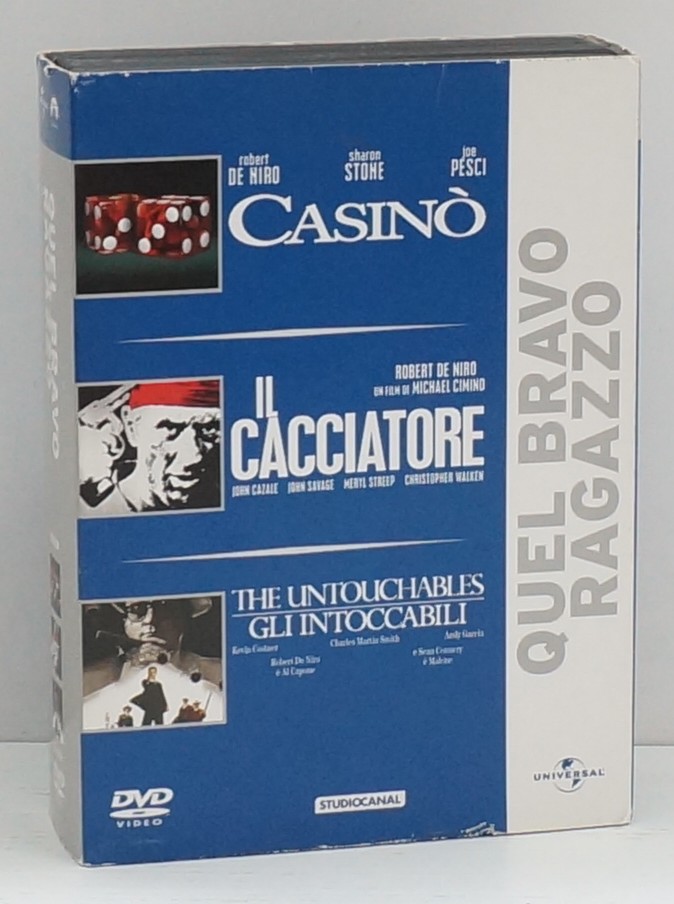 robert
DE NIRO
sharon
STONE
joe
PESCI
CASINÒ
ROBERT DE NIRO
UN FILM DI MICHAEL CIMINO
IL
CACCIATORE
JOHN CAZALE JOHN SAVAGE MERYL STREEP CHRISTOPHER WALKEN
THE UNTOUCHABLES
GLI INTOCCABILI
Kevin Costner
Charles Martin Smith
Andy Garcia
Robert De Niro
è Al Capone
e Sean Connery
è Malone
DVD
VIDEO
STUDIOCANAL
QUEL BRAVO
RAGAZZO
UNIVERSAL
QUEL BRAVO